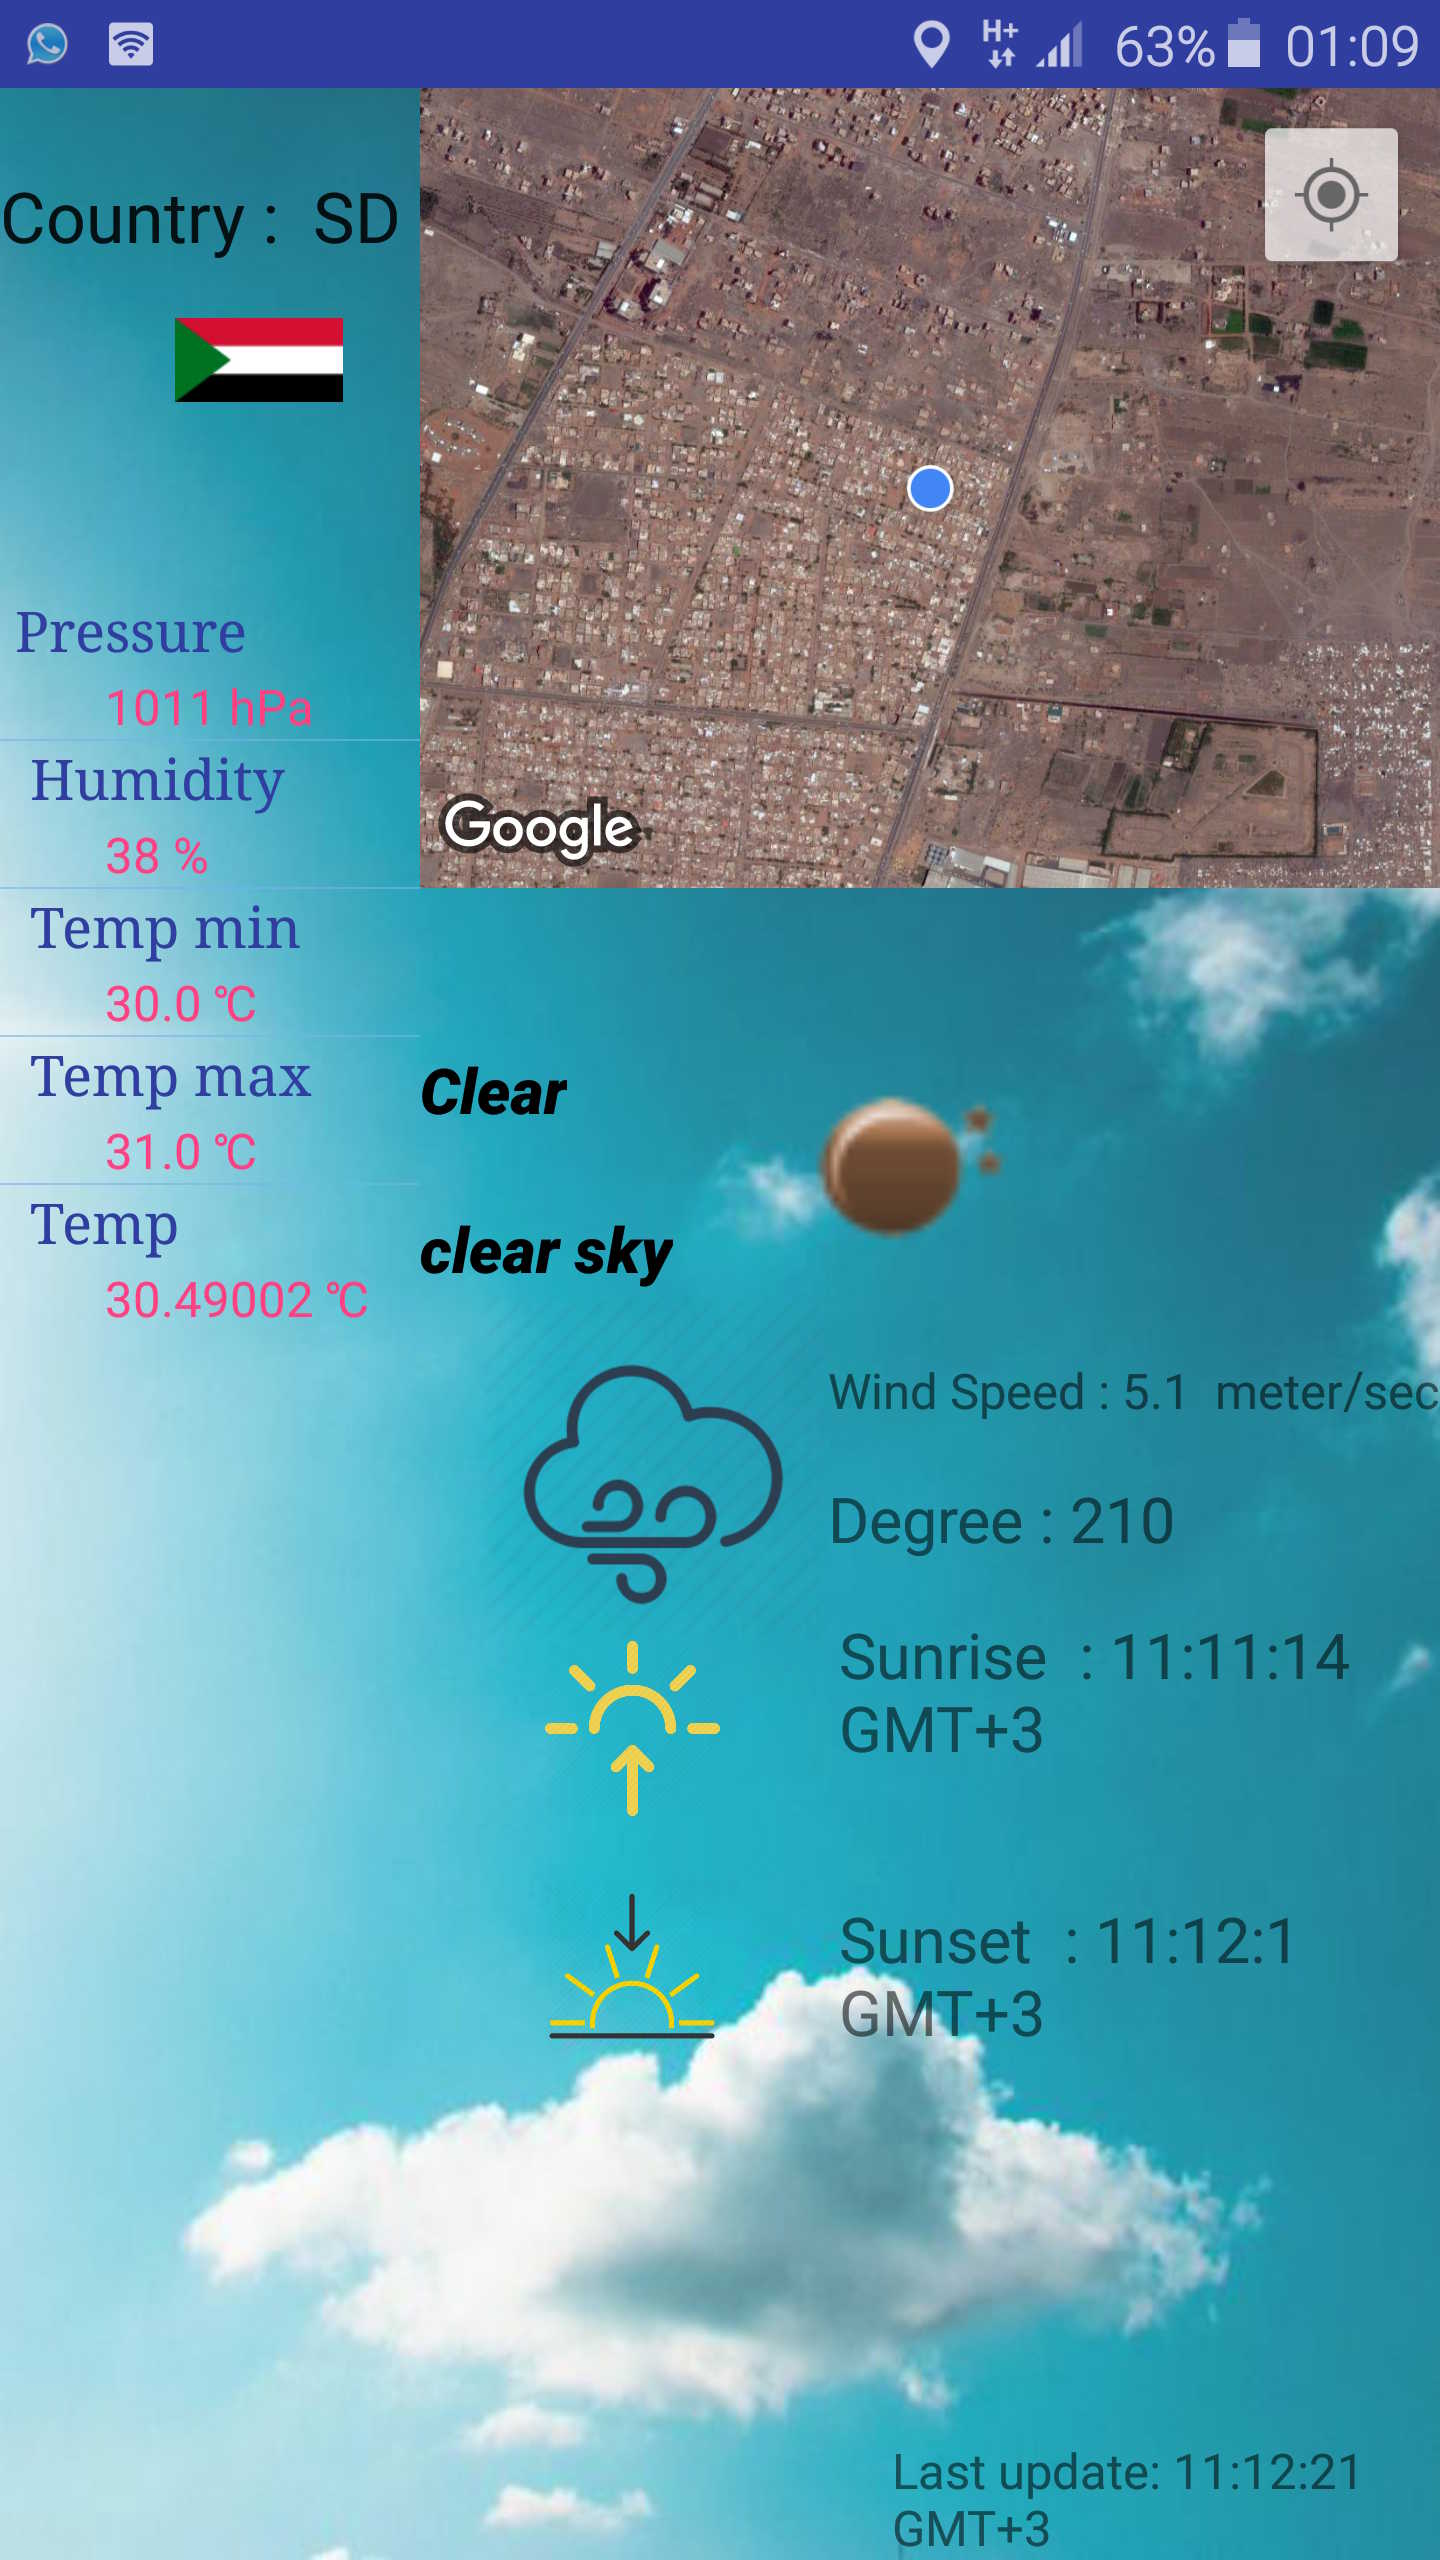 H+ 63% 01:09
Country : SD
Pressure
1011 hPa
Humidity
38 %
Temp min
30.0 ℃
Temp max
31.0 ℃
Temp
30.49002 ℃
Google
Clear
clear sky
Wind Speed : 5.1 meter/sec
Degree : 210
Sunrise : 11:11:14
GMT+3
Sunset : 11:12:1
GMT+3
Last update: 11:12:21
GMT+3